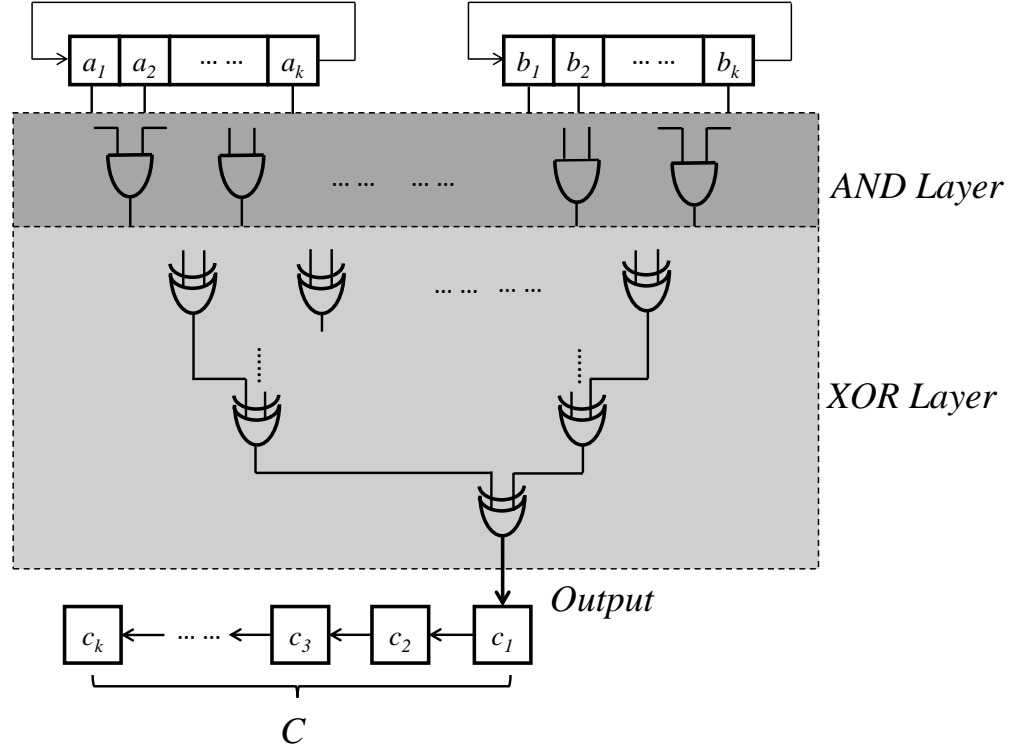 a1 a2 ... ... ak b1 b2 ... ... bk
... ... ... ...
AND Layer
... ... ... ...
XOR Layer
Output
ck ... ... c3 c2 c1
C